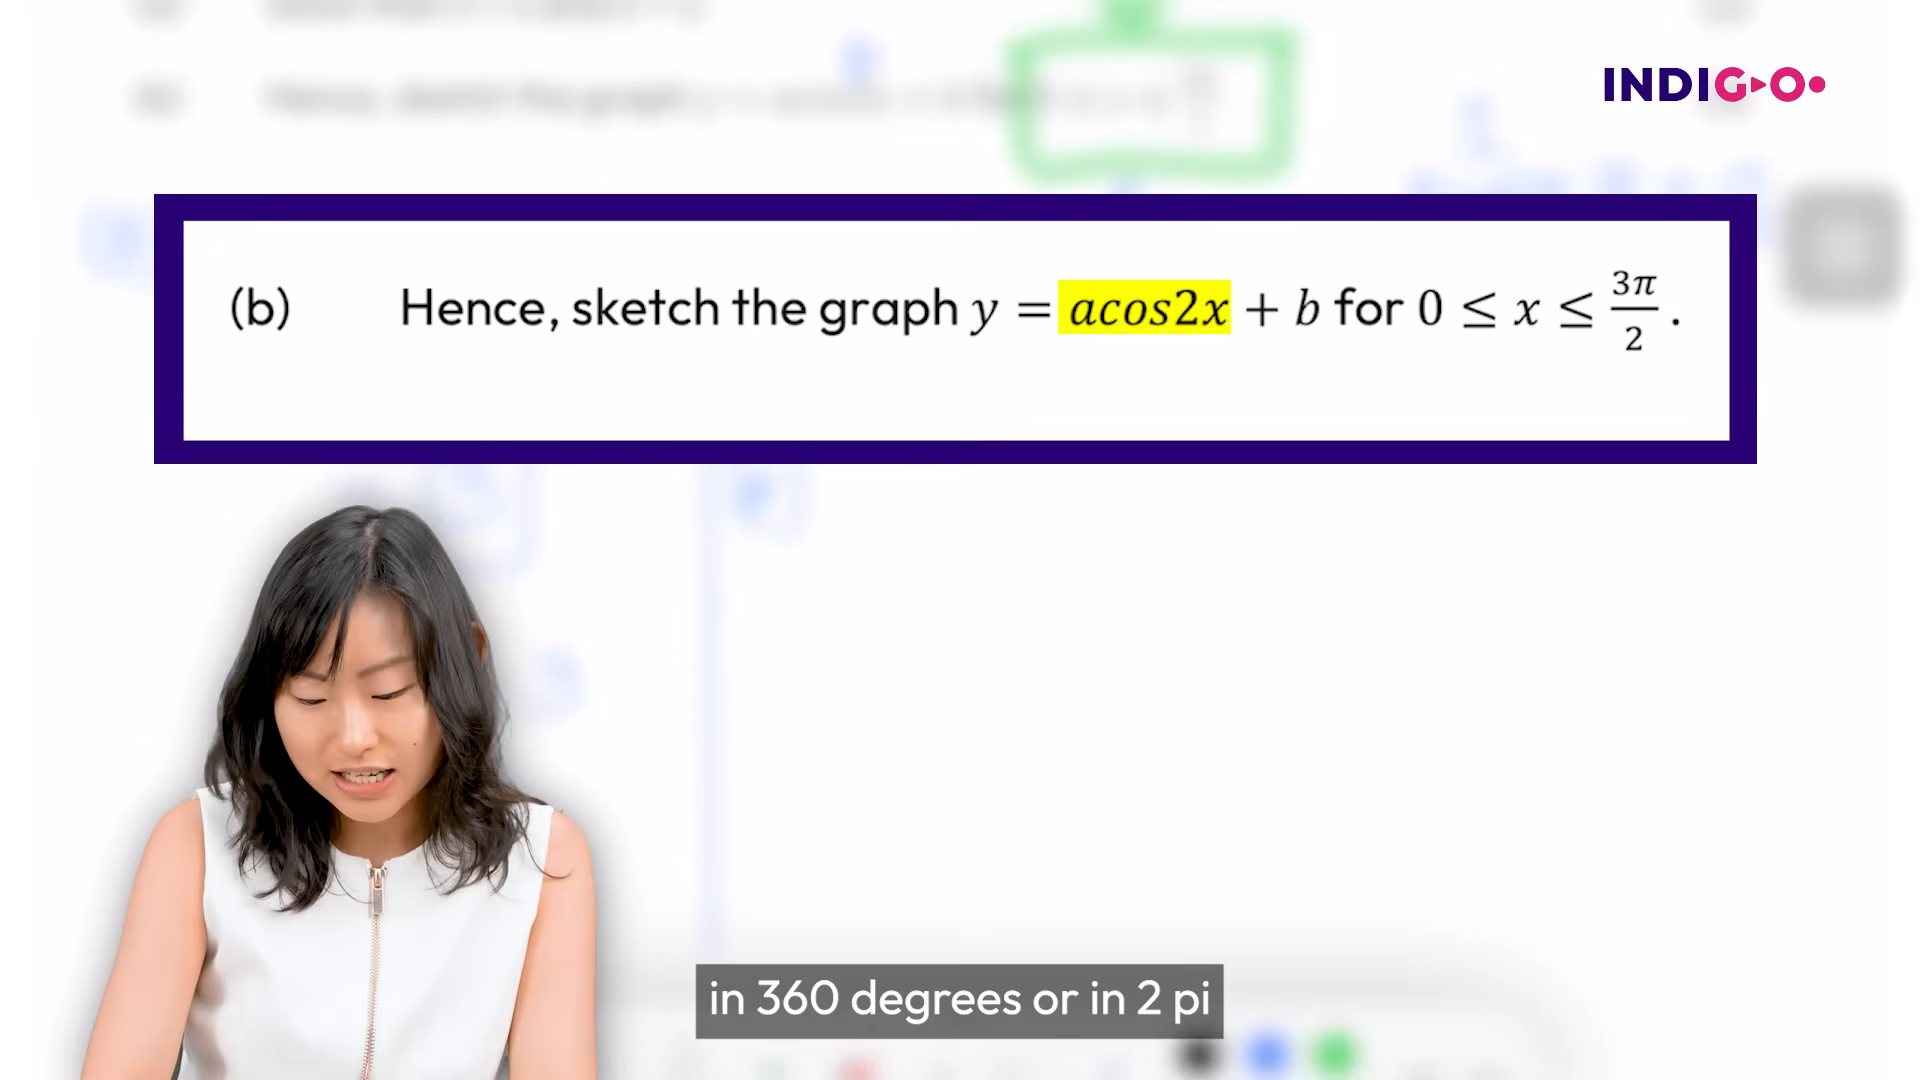 INDIGO
(b) Hence, sketch the graph y = acos2x + b for 0 ≤ x ≤ 3π/2.
in 360 degrees or in 2 pi